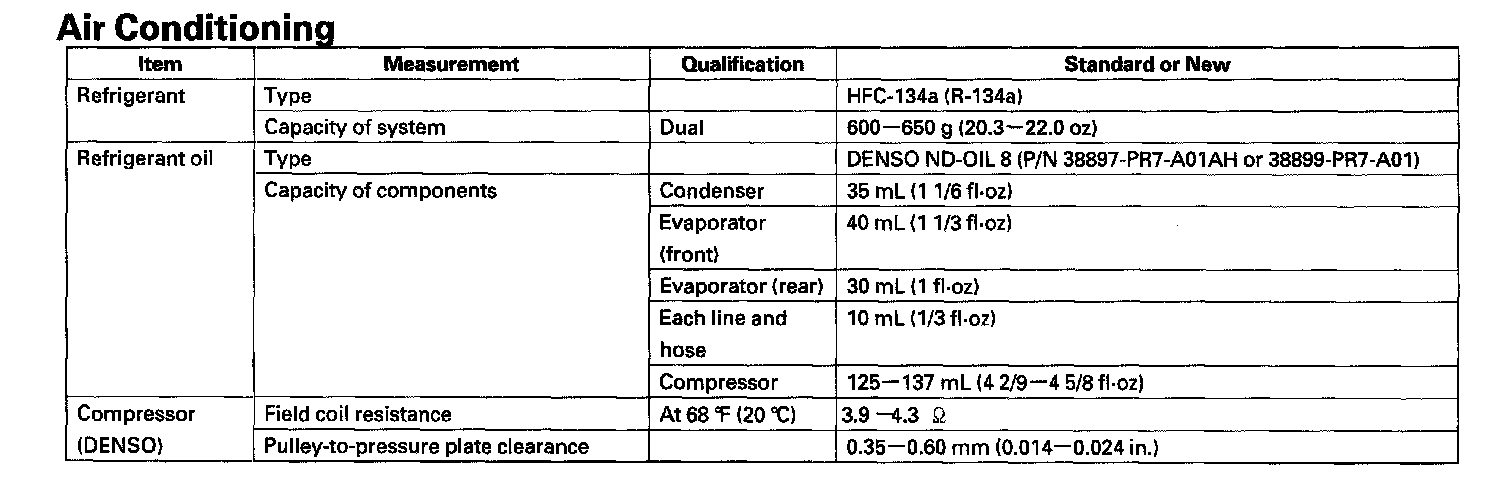 Air Conditioning
Item Measurement Qualification Standard or New
Refrigerant Type HFC-134a (R-134a)
Capacity of system Dual 600—650 g (20.3—22.0 oz)
Refrigerant oil Type DENSO ND-OIL 8 (P/N 38897-PR7-A01AH or 38899-PR7-A01)
Capacity of components Condenser 35 mL (1 1/6 fl·oz)
Evaporator 40 mL (1 1/3 fl·oz)
(front)
Evaporator (rear) 30 mL (1 fl·oz)
Each line and 10 mL (1/3 fl·oz)
hose
Compressor 125—137 mL (4 2/9—4 5/8 fl·oz)
Compressor Field coil resistance At 68 °F (20 °C) 3.9 —4.3 Ω
(DENSO) Pulley-to-pressure plate clearance 0.35—0.60 mm (0.014—0.024 in.)